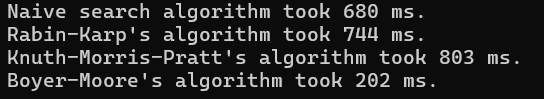 Naive search algorithm took 680 ms.
Rabin-Karp's algorithm took 744 ms.
Knuth-Morris-Pratt's algorithm took 803 ms.
Boyer-Moore's algorithm took 202 ms.